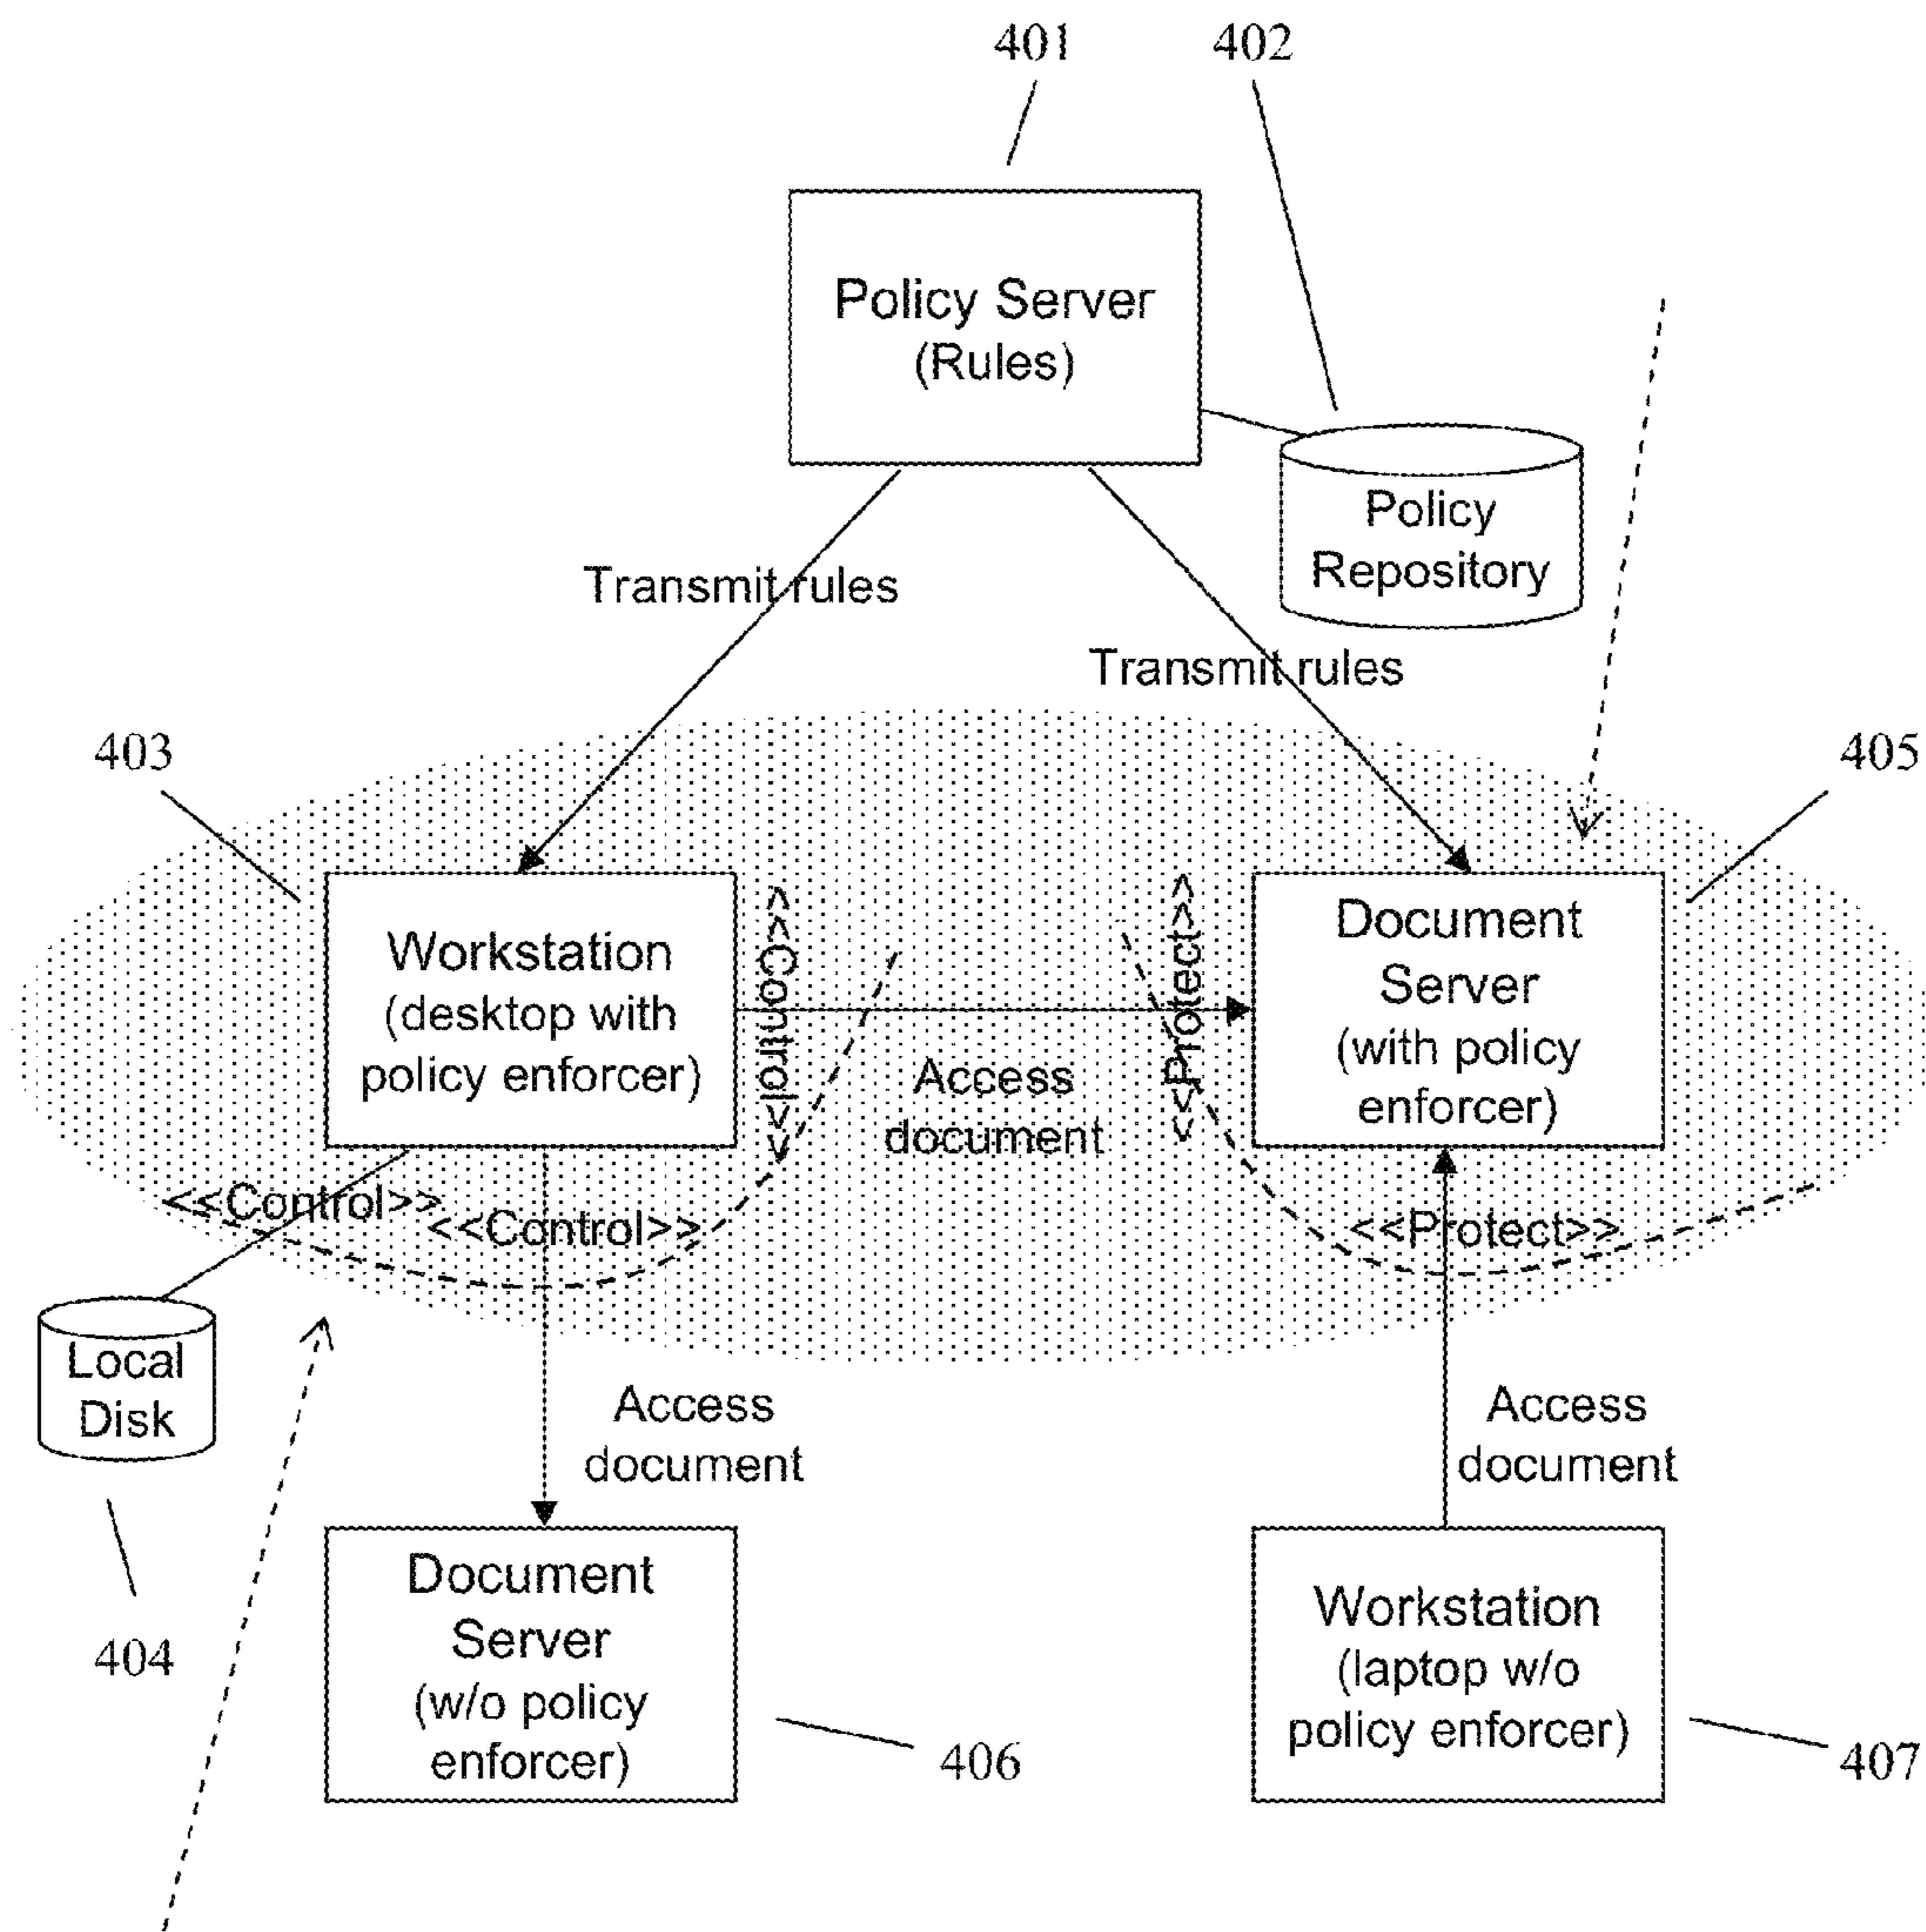 401
402
Policy Server
(Rules)
Policy
Repository
Transmit rules
Transmit rules
403
405
Workstation
(desktop with
policy enforcer)
<<Control>>
<<Protect>>
Document
Server
(with policy
enforcer)
Access
document
<<Control>>
<<Control>>
<<Protect>>
Local
Disk
Access
document
Access
document
404
Document
Server
(w/o policy
enforcer)
406
Workstation
(laptop w/o
policy enforcer)
407